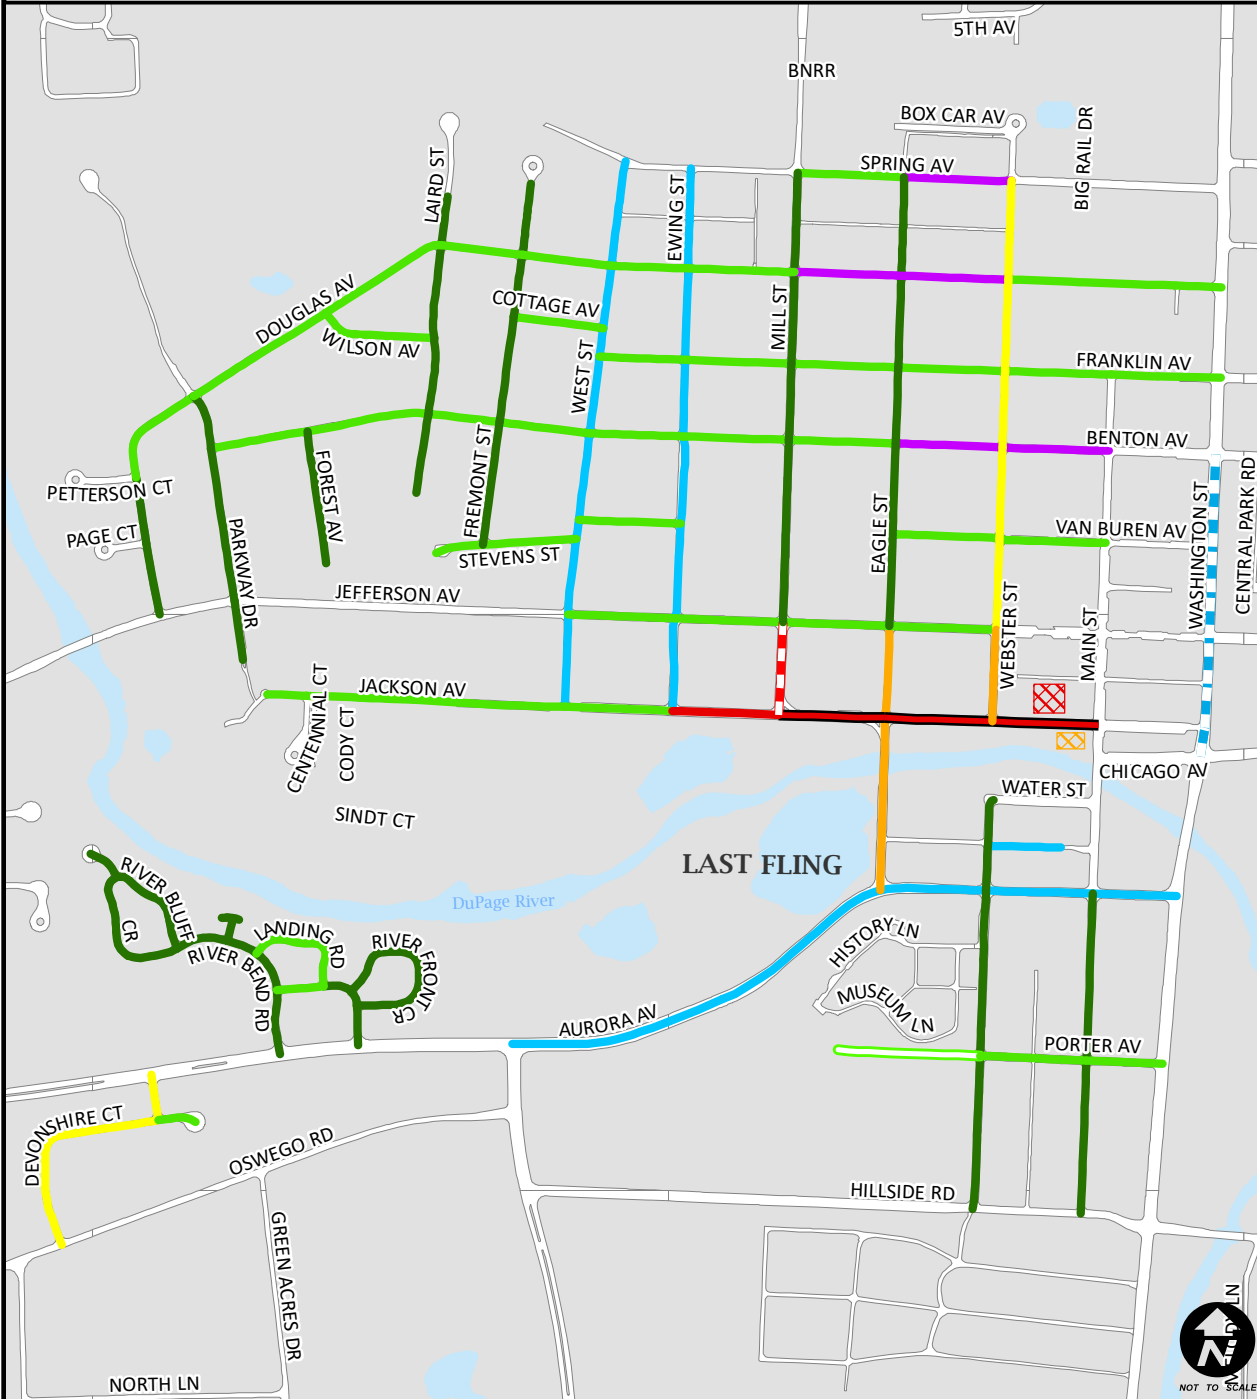 5TH AV
BNRR
BOX CAR AV
BIG RAIL DR
SPRING AV
LAIRD ST
EWING ST
DOUGLAS AV
COTTAGE AV
MILL ST
WILSON AV
WEST ST
FRANKLIN AV
BENTON AV
FREMONT ST
FOREST AV
PETTERSON CT
PAGE CT
PARKWAY DR
STEVENS ST
EAGLE ST
VAN BUREN AV
WASHINGTON ST
CENTRAL PARK RD
JEFFERSON AV
WEBSTER ST
MAIN ST
JACKSON AV
CENTENNIAL CT
CODY CT
CHICAGO AV
WATER ST
SINDT CT
LAST FLING
DuPage River
RIVER BLUFF
CR
LANDING RD
RIVER BEND RD
RIVER FRONT CR
HISTORY LN
MUSEUM LN
AURORA AV
PORTER AV
DEVONSHIRE CT
OSWEGO RD
HILLSIDE RD
GREEN ACRES DR
NORTH LN
LN
N
NOT TO SCALE